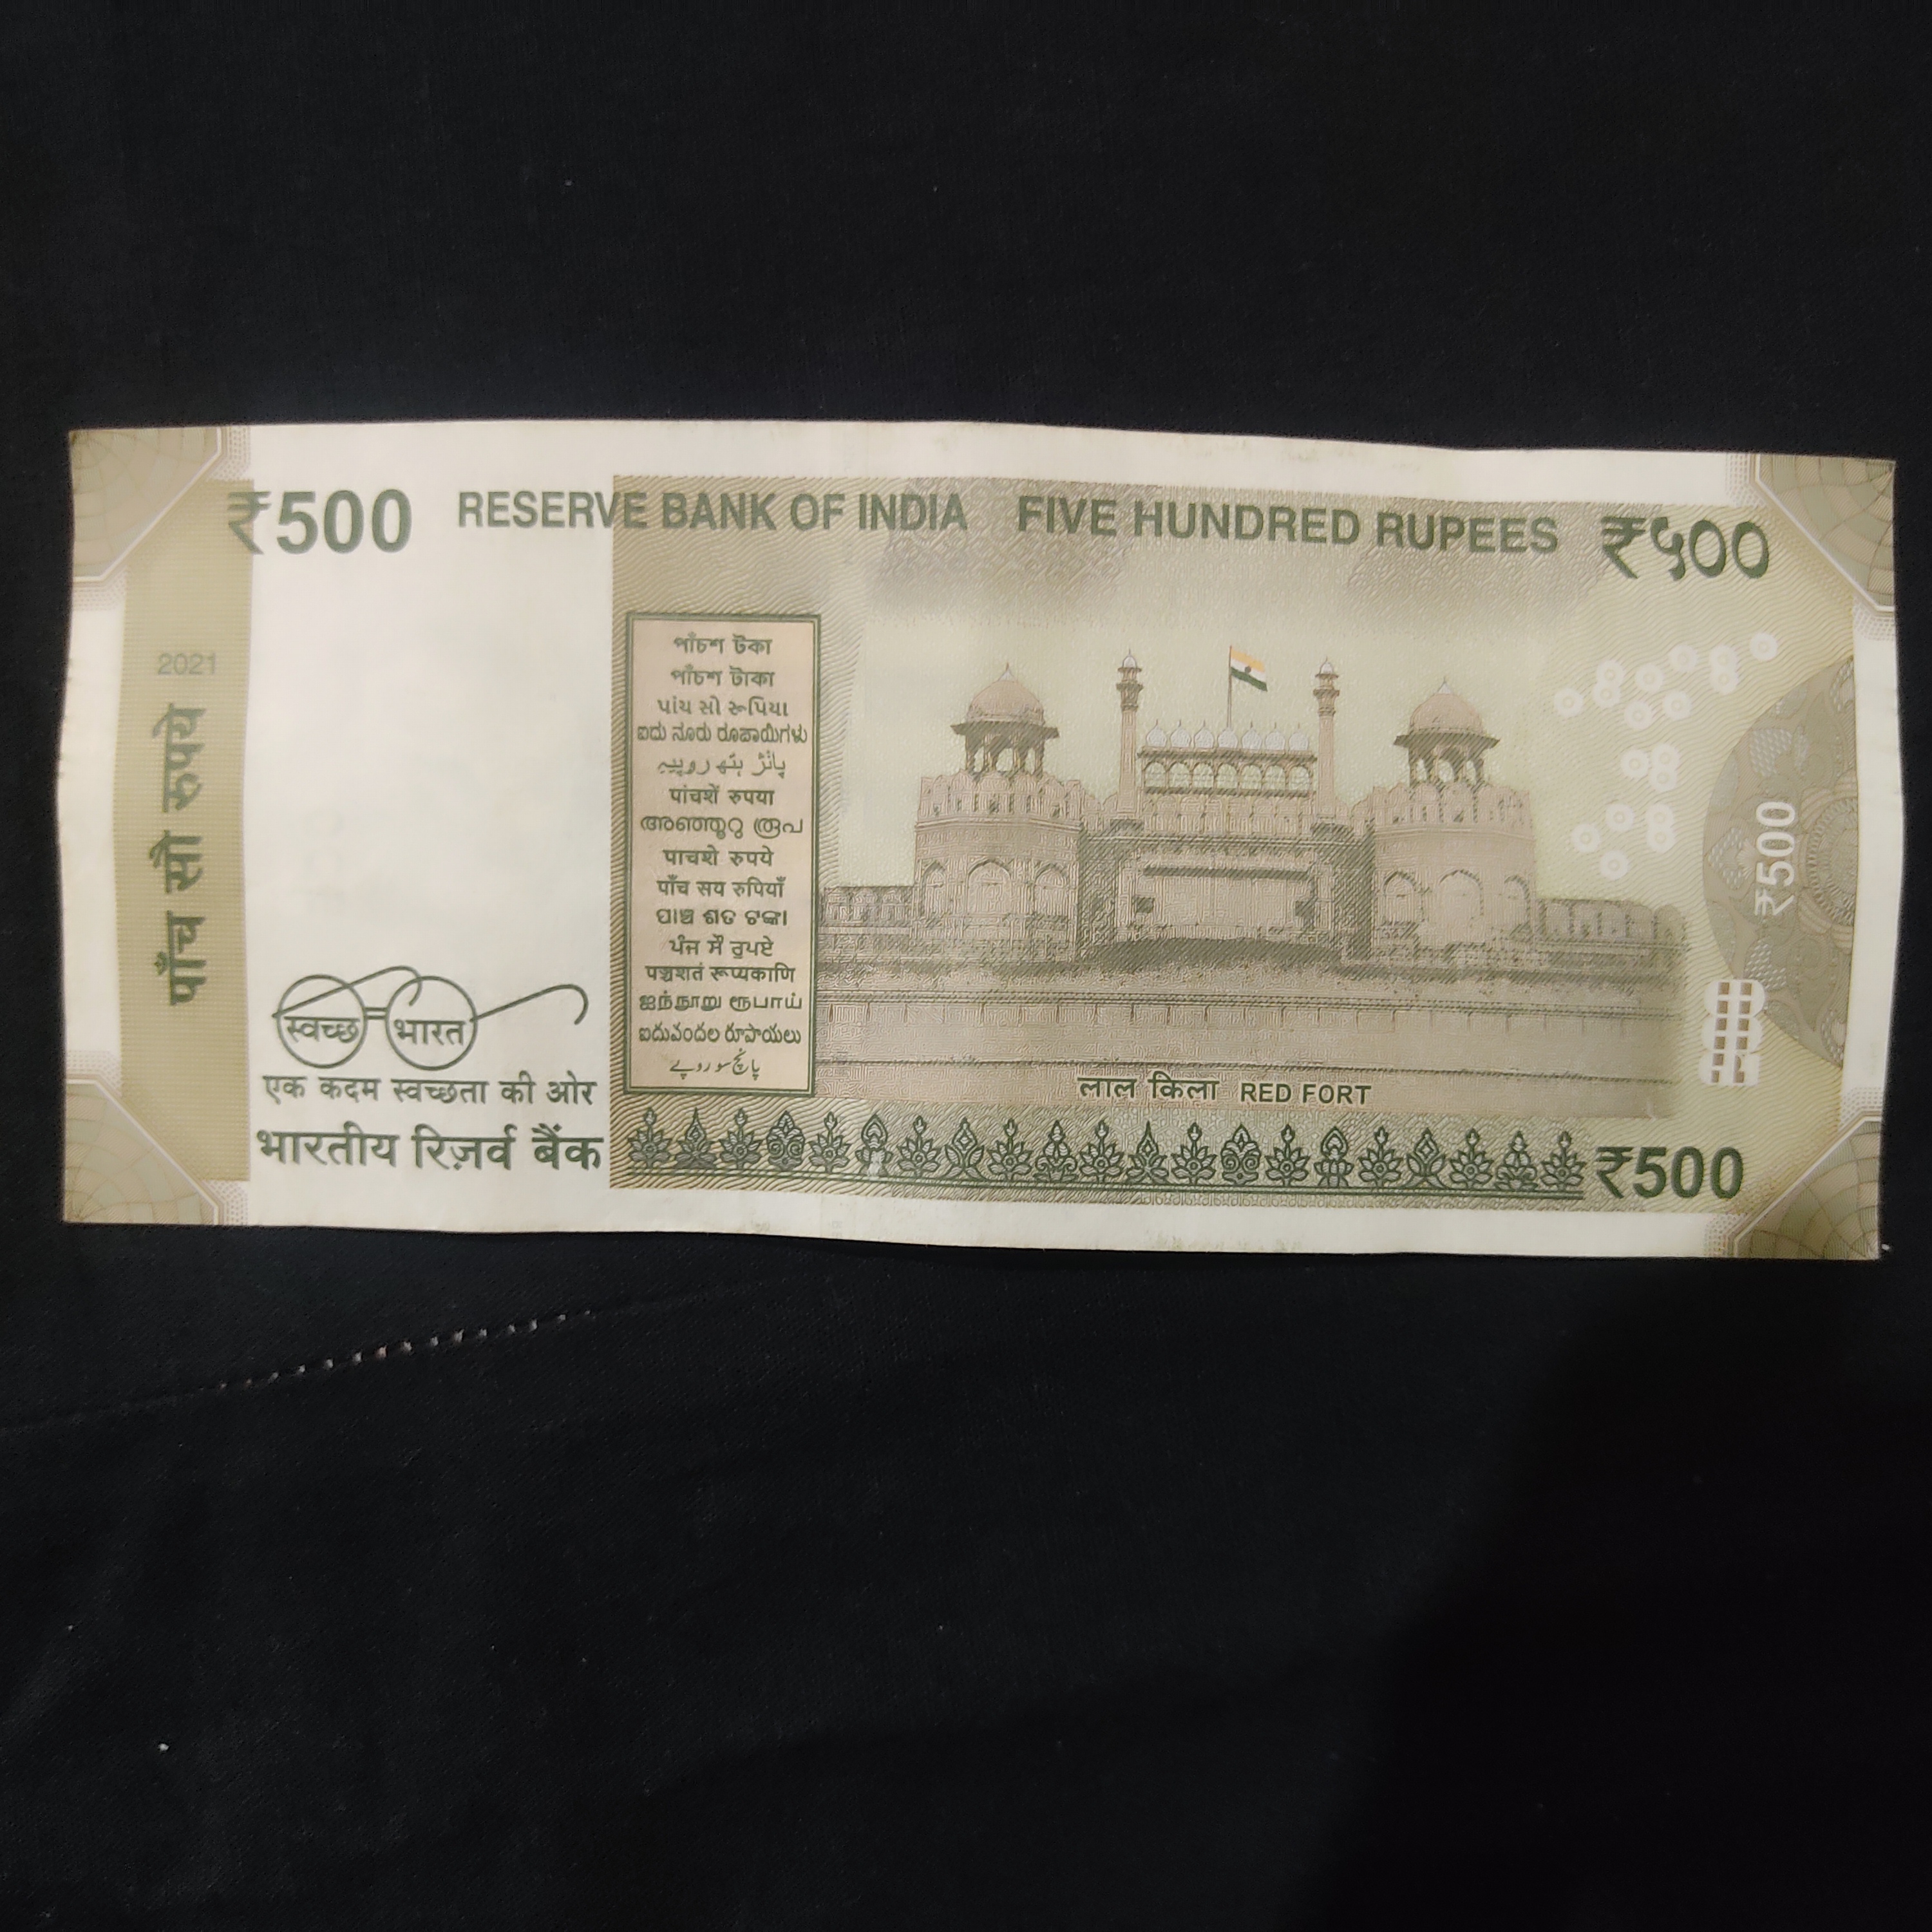 ₹500 RESERVE BANK OF INDIA FIVE HUNDRED RUPEES ₹५००
2021
पाँच सौ रुपये
পাঁচশ টকা
পাঁচশ টাকা
પાંચ સો રૂપિયા
ಐದು ನೂರು ರೂಪಾಯಿಗಳು
پانٛژ ہَتھ روپیہِ
पांचशें रुपया
അഞ്ഞൂറു രൂപ
पाचशे रुपये
पाँच सय रुपियाँ
ପାଞ୍ଚ ଶତ ଟଙ୍କା
ਪੰਜ ਸੌ ਰੁਪਏ
पञ्चशतं रूप्यकाणि
ஐந்நூறு ரூபாய்
ఐదువందల రూపాయలు
پانچ سو روپے
स्वच्छ भारत
एक कदम स्वच्छता की ओर
भारतीय रिज़र्व बैंक
लाल किला RED FORT
₹500
₹500